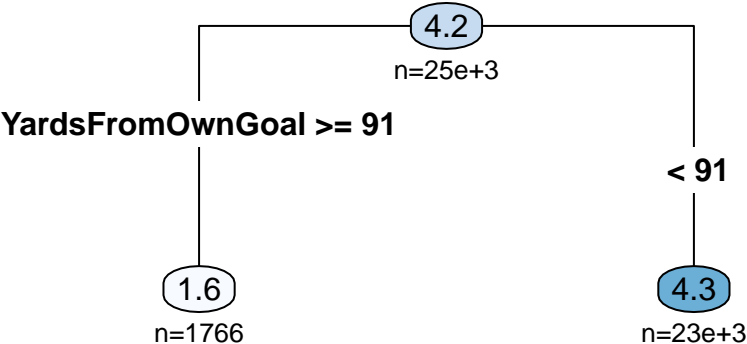 4.2
n=25e+3
YardsFromOwnGoal >= 91
< 91
1.6
4.3
n=1766
n=23e+3